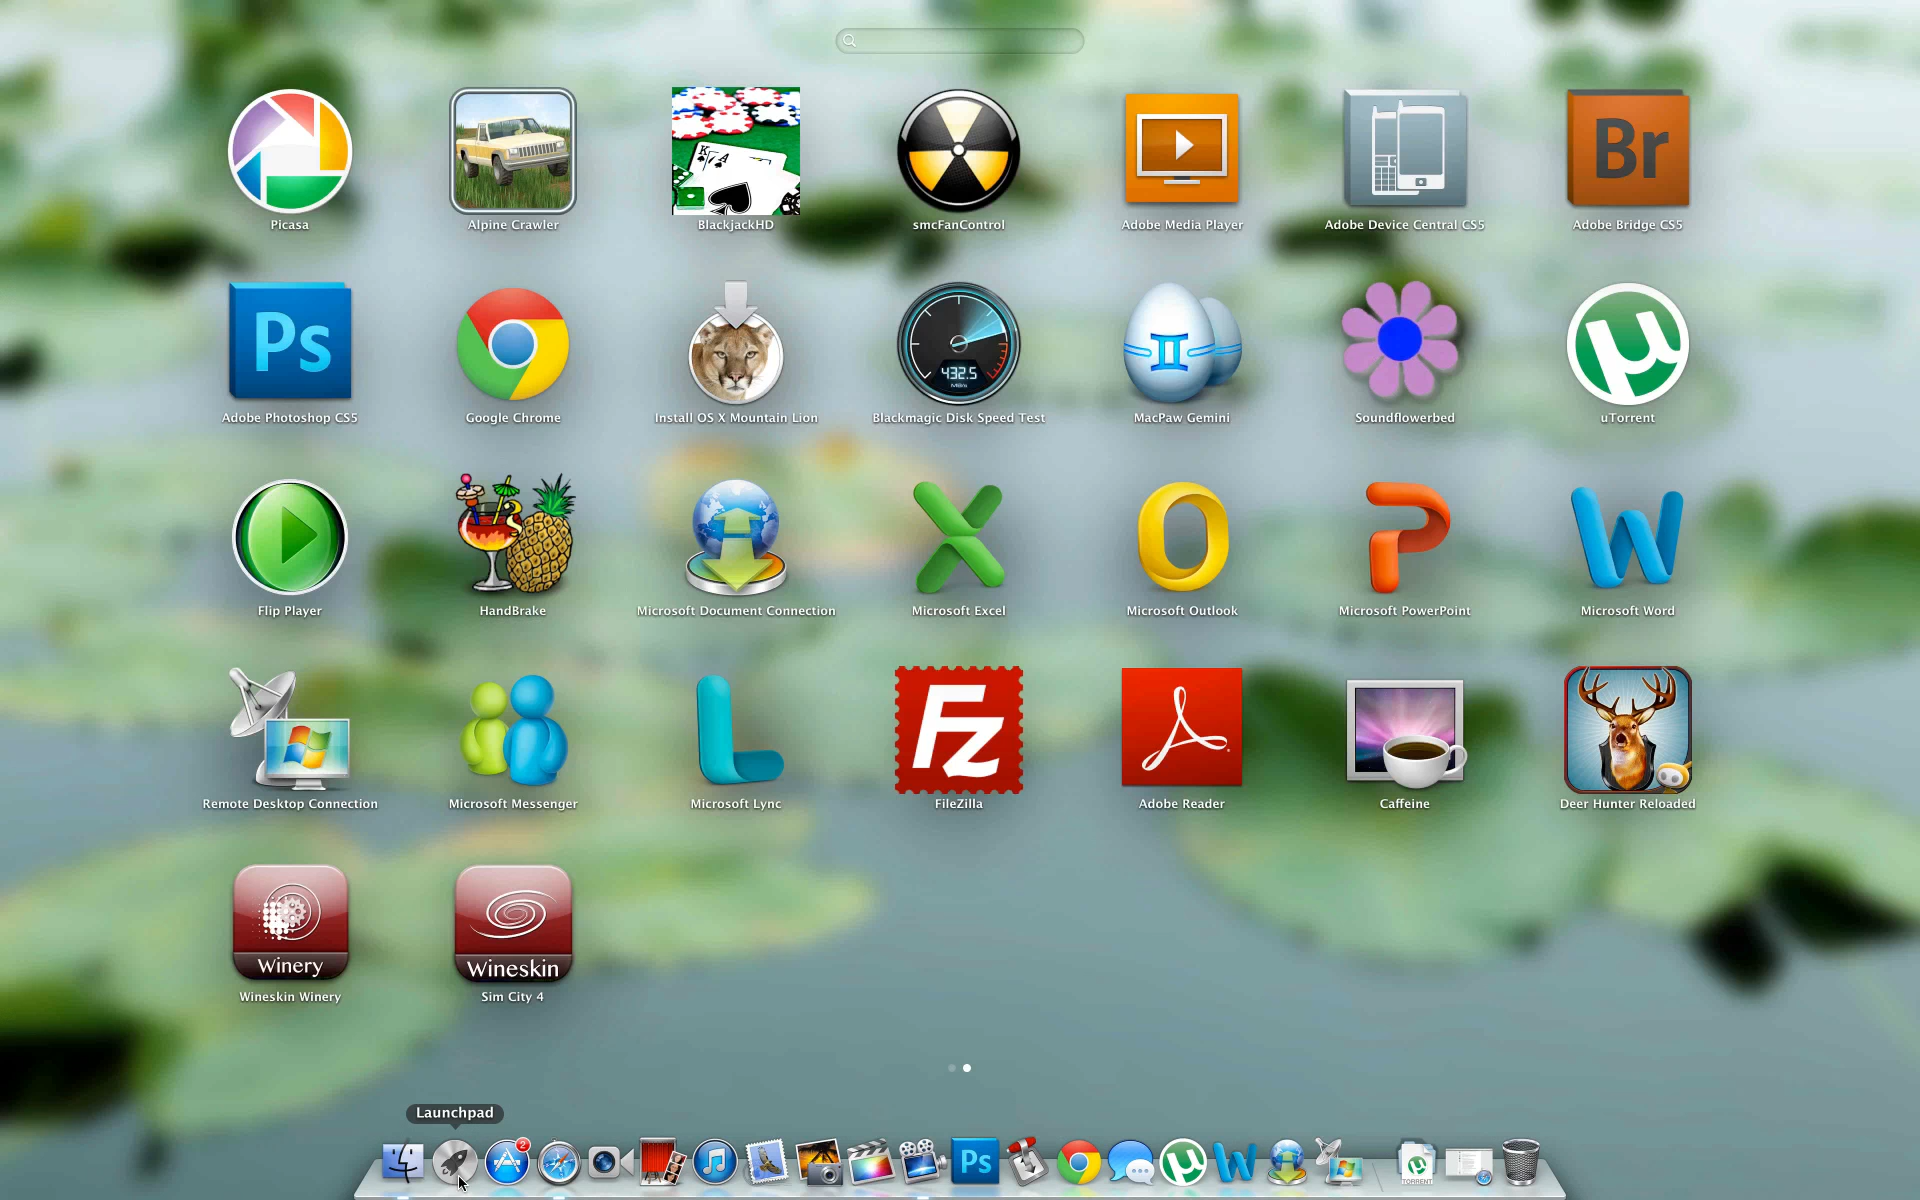 Picasa
Alpine Crawler
BlackjackHD
smcFanControl
Adobe Media Player
Adobe Device Central CS5
Br
Adobe Bridge CS5
Ps
Adobe Photoshop CS5
Google Chrome
Install OS X Mountain Lion
432.5
Blackmagic Disk Speed Test
MacPaw Gemini
Soundflowerbed
µ
uTorrent
Flip Player
HandBrake
Microsoft Document Connection
Microsoft Excel
Microsoft Outlook
Microsoft PowerPoint
Microsoft Word
Remote Desktop Connection
Microsoft Messenger
Microsoft Lync
Fz
FileZilla
Adobe Reader
Caffeine
Deer Hunter Reloaded
Winery
Wineskin Winery
Wineskin
Sim City 4
Launchpad
2
Ps
TORRENT